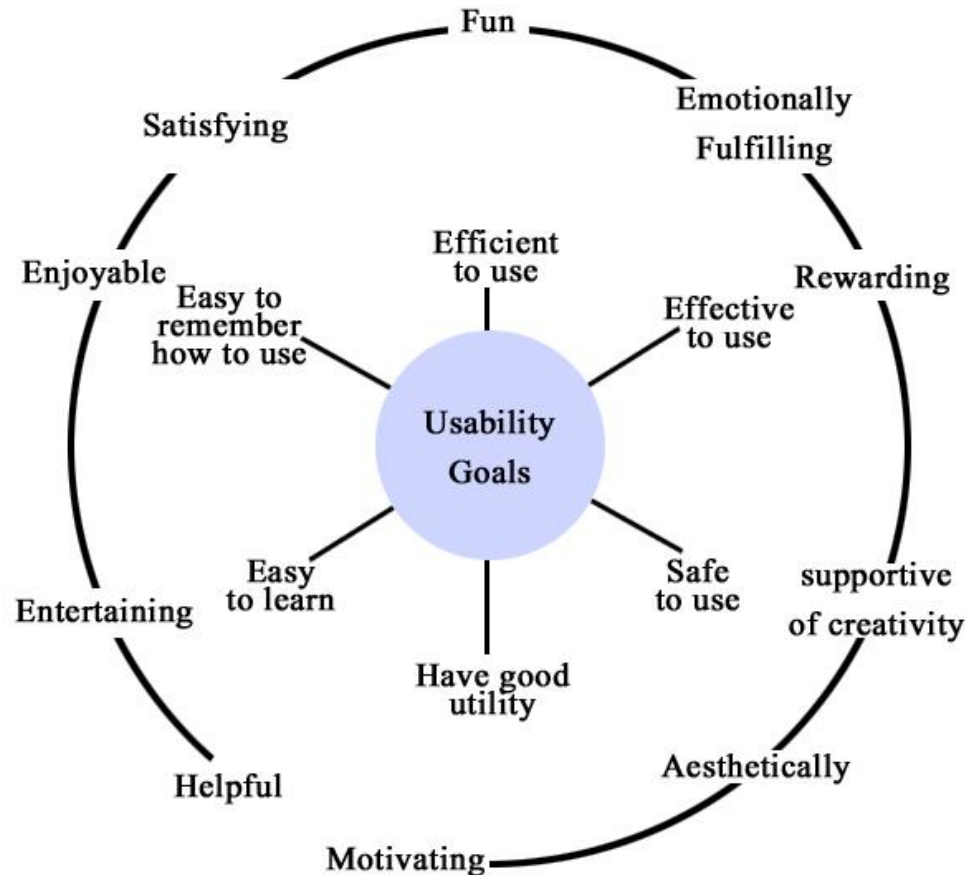 Fun
Emotionally
Fulfilling
Satisfying
Efficient
to use
Enjoyable
Rewarding
Easy to
remember
how to use
Effective
to use
Usability
Goals
Easy
to learn
Safe
to use
supportive
of creativity
Entertaining
Have good
utility
Aesthetically
Helpful
Motivating